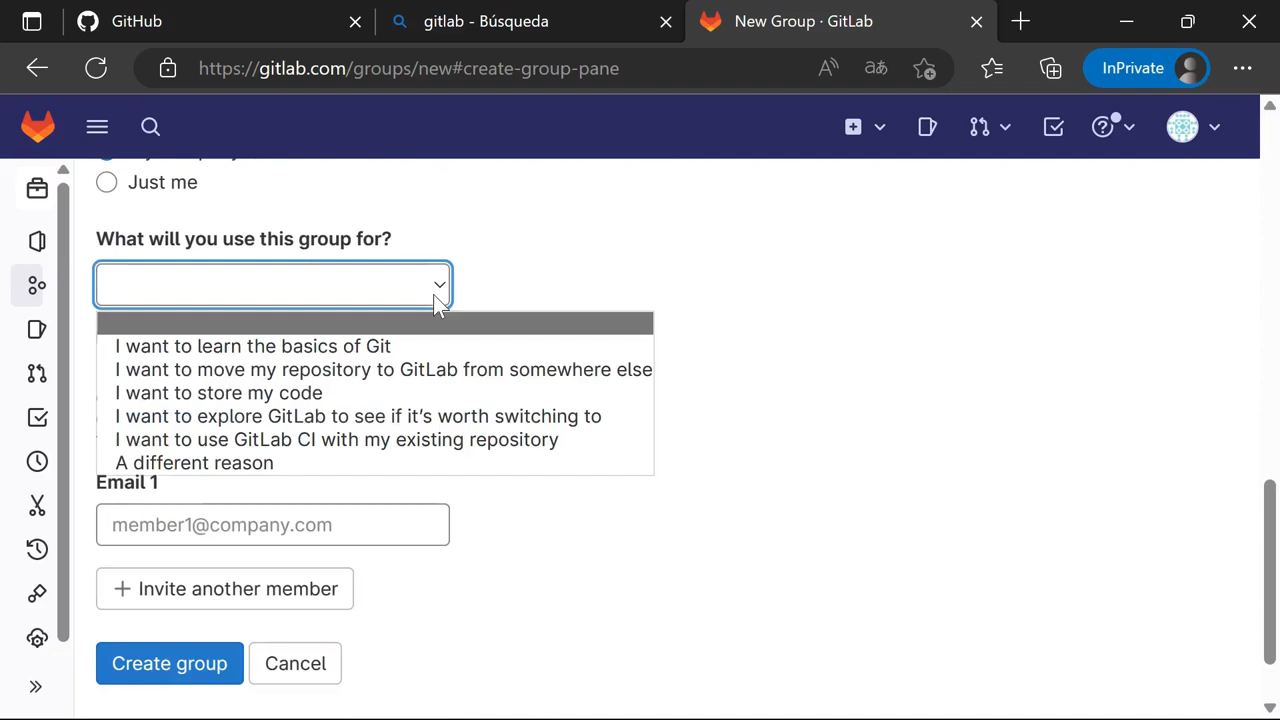 GitHub
gitlab - Búsqueda
New Group · GitLab
https://gitlab.com/groups/new#create-group-pane
InPrivate
Just me
What will you use this group for?
I want to learn the basics of Git
I want to move my repository to GitLab from somewhere else
I want to store my code
I want to explore GitLab to see if it’s worth switching to
I want to use GitLab CI with my existing repository
A different reason
Email 1
member1@company.com
Invite another member
Create group
Cancel